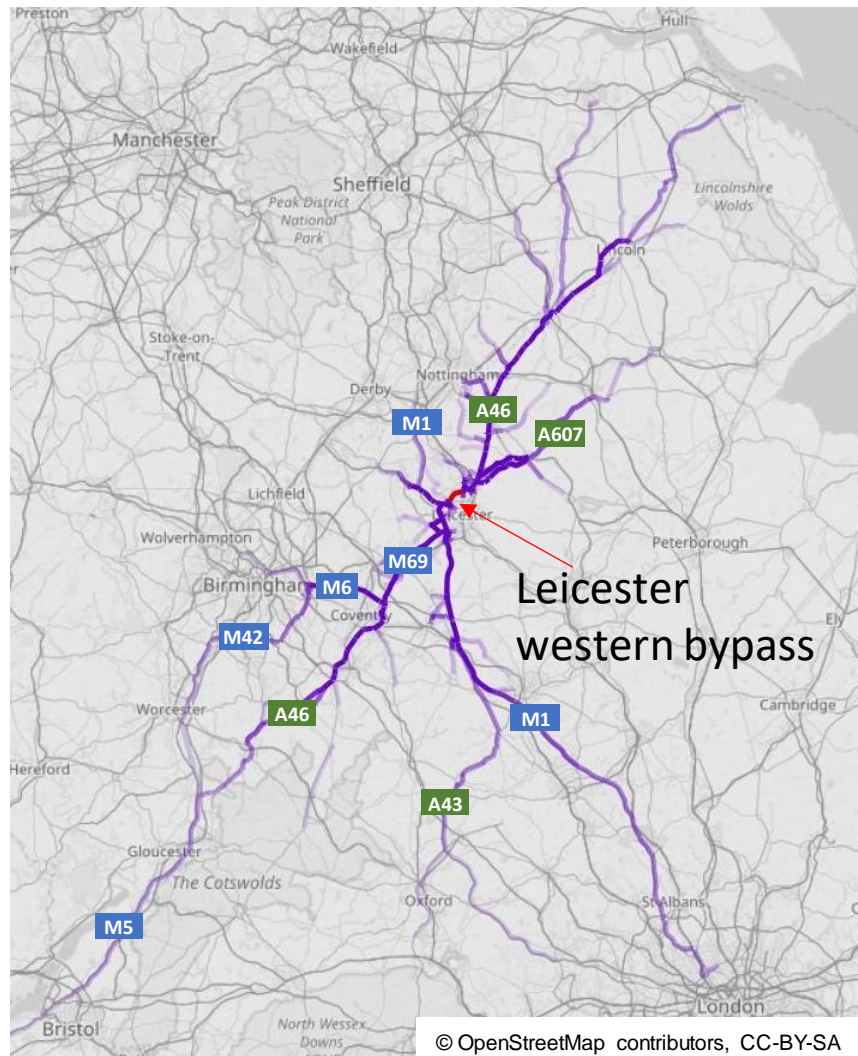 Preston
Hull
Wakefield
Manchester
Sheffield
Peak District
National
Park
Lincolnshire
Wolds
Lincoln
Stoke-on-
Trent
Derby
Nottingham
M1
A46
A607
Lichfield
Leicester
Wolverhampton
Peterborough
M69
Birmingham
M6
Leicester
western bypass
Coventry
Ely
M42
Worcester
A46
M1
Cambridge
Hereford
A43
Gloucester
The Cotswolds
Oxford
St Albans
M5
London
Bristol
North Wessex
Downs
© OpenStreetMap contributors, CC-BY-SA